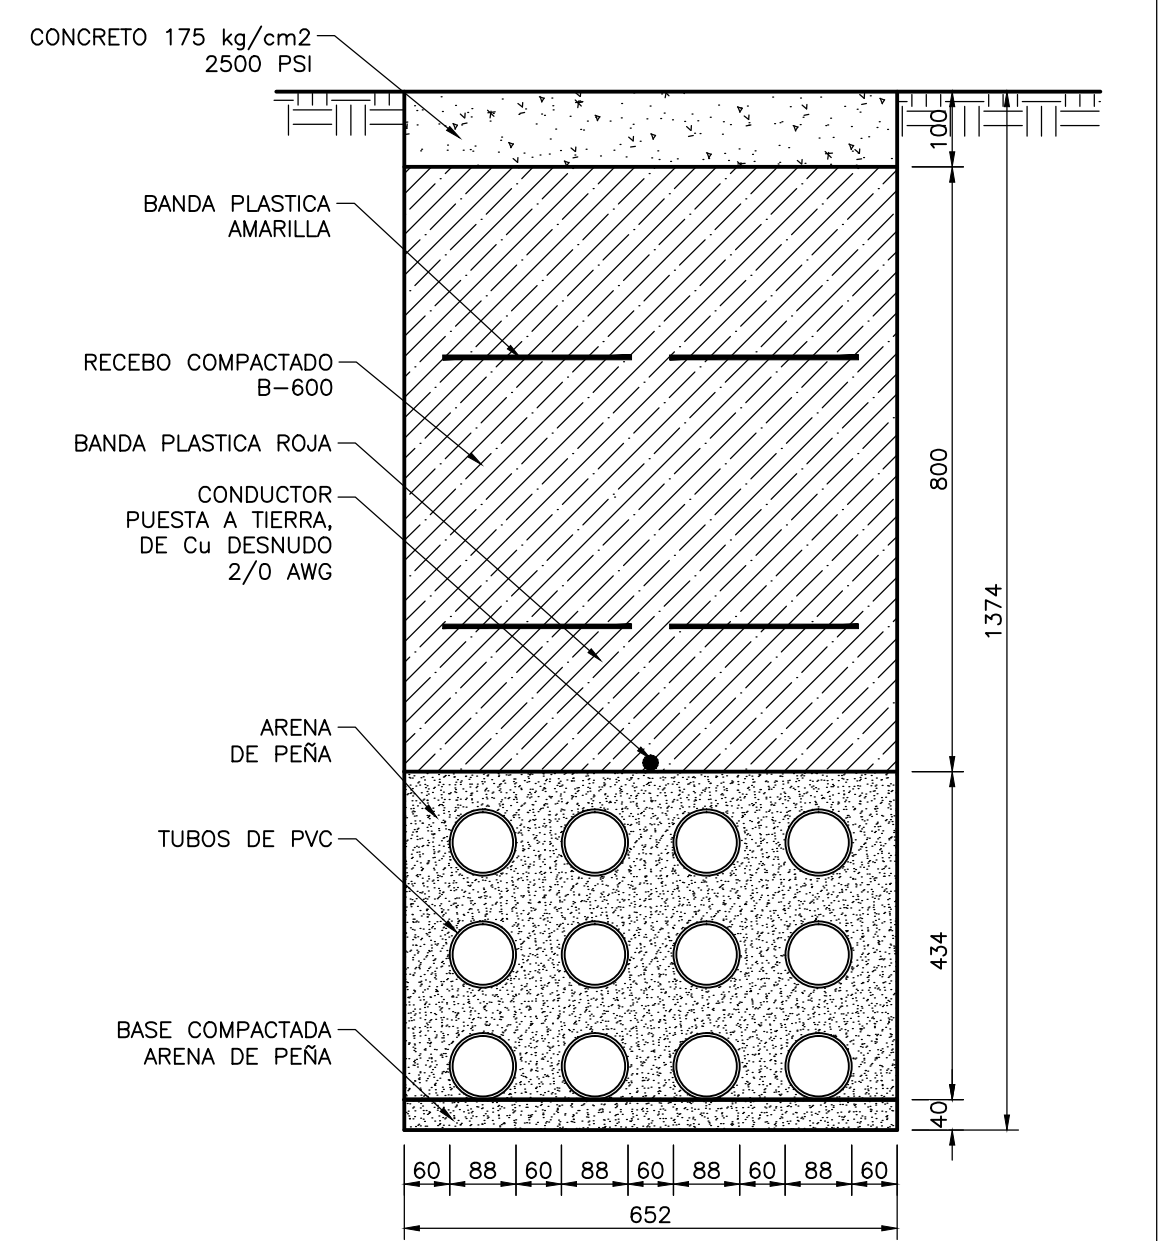 CONCRETO 175 kg/cm2
2500 PSI
100
BANDA PLASTICA
AMARILLA
RECEBO COMPACTADO
B-600
BANDA PLASTICA ROJA
800
CONDUCTOR
PUESTA A TIERRA,
DE Cu DESNUDO
2/0 AWG
1374
ARENA
DE PEÑA
TUBOS DE PVC
434
BASE COMPACTADA
ARENA DE PEÑA
40
60 88 60 88 60 88 60 88 60
652